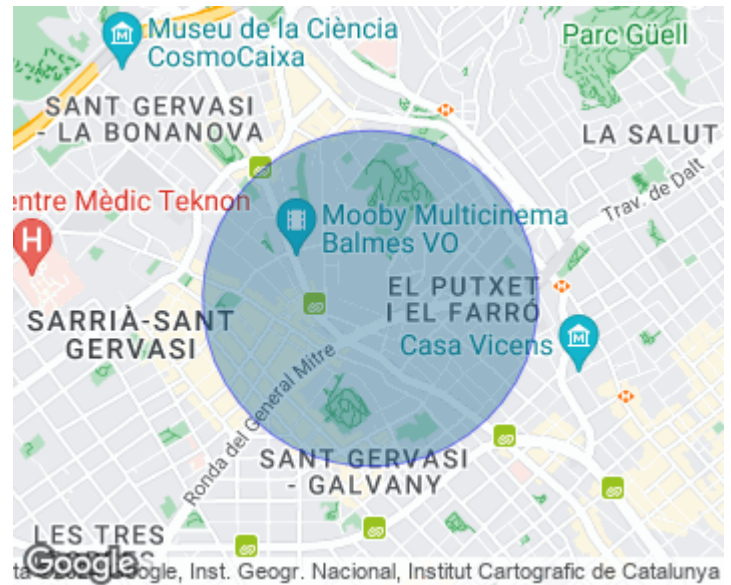 Museu de la Ciència
CosmoCaixa
Parc Güell
SANT GERVASI
- LA BONANOVA
LA SALUT
Trav. de Dalt
entre Mèdic Teknon
H
Mooby Multicinema
Balmes VO
EL PUTXET
I EL FARRÓ
SARRIÀ-SANT
GERVASI
Casa Vicens
Ronda del General Mitre
SANT GERVASI
- GALVANY
LES TRES
Google
ogle, Inst. Geogr. Nacional, Institut Cartografic de Catalunya